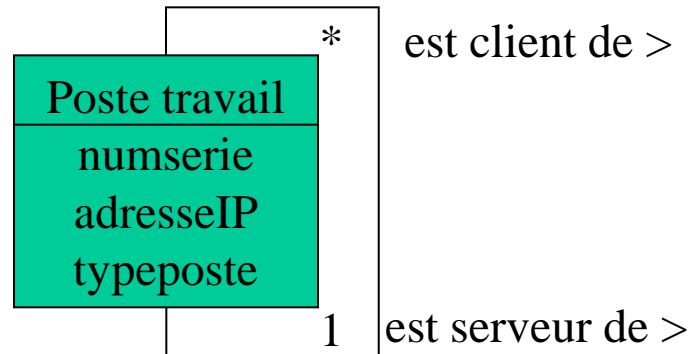 * est client de >
Poste travail
numserie
adresseIP
typeposte
1 est serveur de >